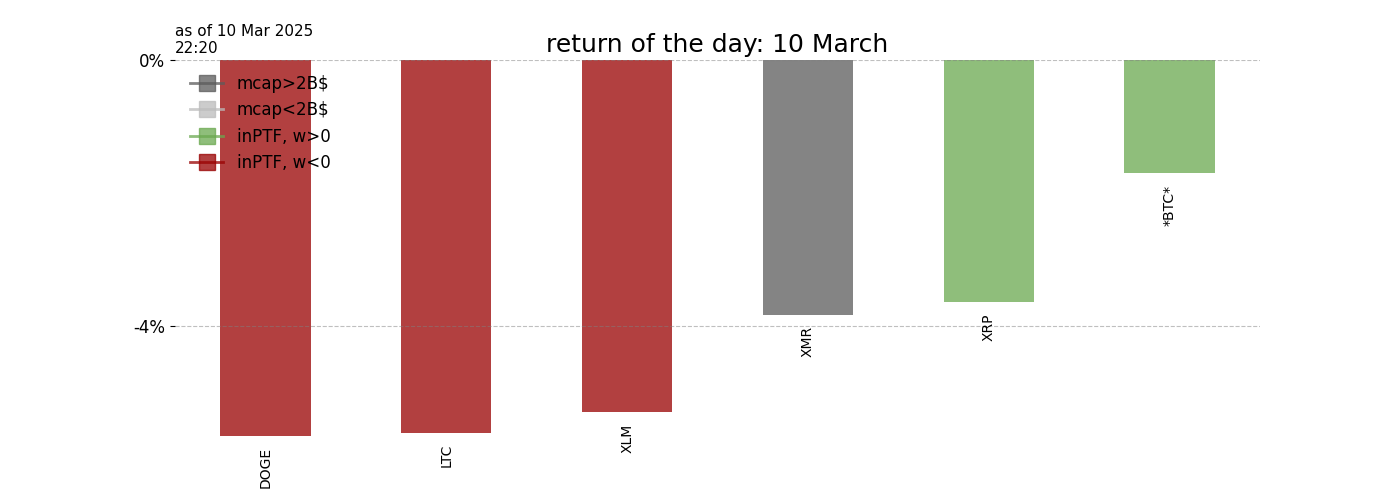 as of 10 Mar 2025
22:20
return of the day: 10 March
0%
-4%
mcap>2B$
mcap<2B$
inPTF, w>0
inPTF, w<0
DOGE
LTC
XLM
XMR
XRP
*BTC*